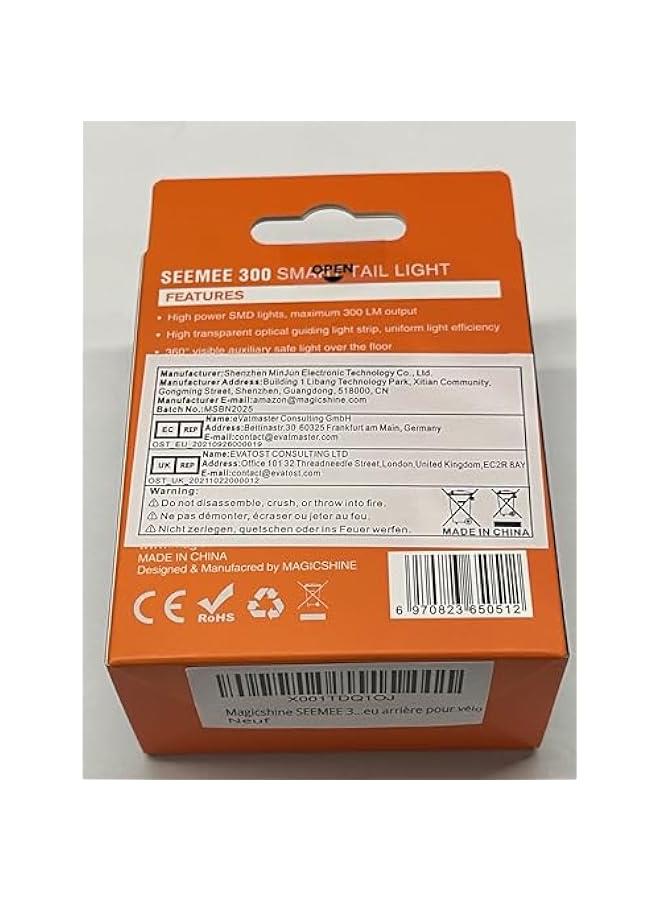 SEEMEE 300 SMART TAIL LIGHT
OPEN
FEATURES
• High power SMD lights, maximum 300 LM output
• High transparent optical guiding light strip, uniform light efficiency
• 360° visible auxiliary safe light over the floor
Manufacturer:Shenzhen MinJun Electronic Technology Co., Ltd.
Manufacturer Address:Building 1 Libang Technology Park, Xitian Community,
Gongming Street, Shenzhen, Guangdong, 518000, CN
Manufacturer E-mail:amazon@magicshine.com
Batch No.:MSBN2025
EC REP
Name:eVatmaster Consulting GmbH
Address:Bettinastr.30 60325 Frankfurt am Main, Germany
E-mail:contact@evatmaster.com
OST_EU_20210926000019
UK REP
Name:EVATOST CONSULTING LTD
Address:Office 101 32 Threadneedle Street,London,United Kingdom,EC2R 8AY
E-mail:contact@evatost.com
OST_UK_20211022000012
Warning:
⚠Do not disassemble, crush, or throw into fire.
⚠Ne pas démonter, écraser ou jeter au feu.
⚠Nicht zerlegen, quetschen oder ins Feuer werfen.
MADE IN CHINA
MADE IN CHINA
Designed & Manufacred by MAGICSHINE
CE
RoHS
6 970823 650512
X001TDQ1OJ
Magicshine SEEMEE 3...eu arrière pour vélo
Neuf